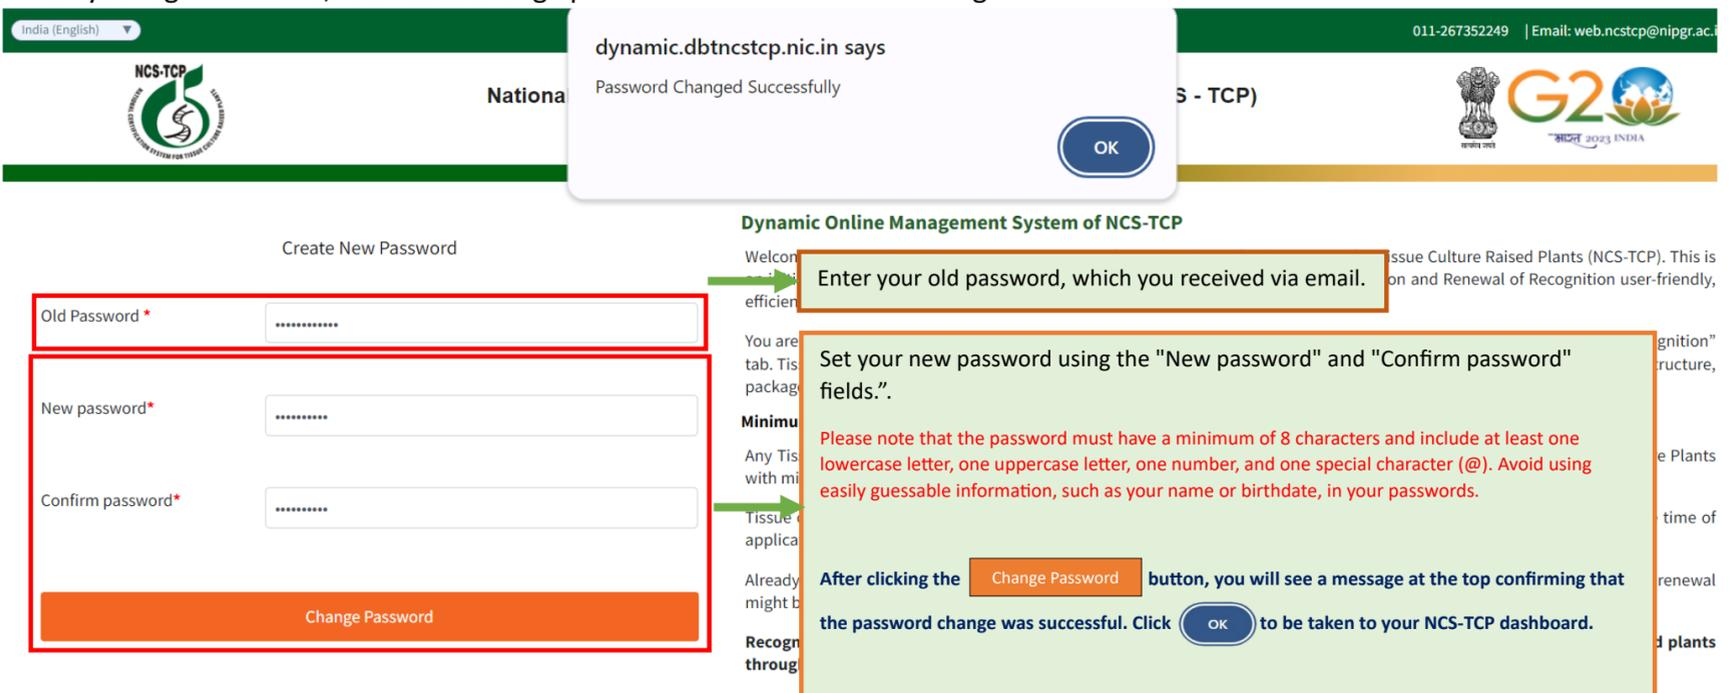 India (English)
011-267352249 | Email: web.ncstcp@nipgr.ac.i
dynamic.dbtncstcp.nic.in says
Password Changed Successfully
OK
NCS-TCP
Nationa
S - TCP)
G20
सत्यमेव जयते
भारत 2023 INDIA
Create New Password
Old Password *
New password*
Confirm password*
Change Password
Dynamic Online Management System of NCS-TCP
Welcon
issue Culture Raised Plants (NCS-TCP). This is
on and Renewal of Recognition user-friendly,
efficien
Enter your old password, which you received via email.
You are
gnition”
tab. Tis
ructure,
packag
Minimu
Any Tis
e Plants
with mi
Tissue
time of
applica
Already
renewal
might b
Recogn
d plants
throug
Set your new password using the "New password" and "Confirm password"
fields.”.
Please note that the password must have a minimum of 8 characters and include at least one
lowercase letter, one uppercase letter, one number, and one special character (@). Avoid using
easily guessable information, such as your name or birthdate, in your passwords.
After clicking the Change Password button, you will see a message at the top confirming that
the password change was successful. Click OK to be taken to your NCS-TCP dashboard.